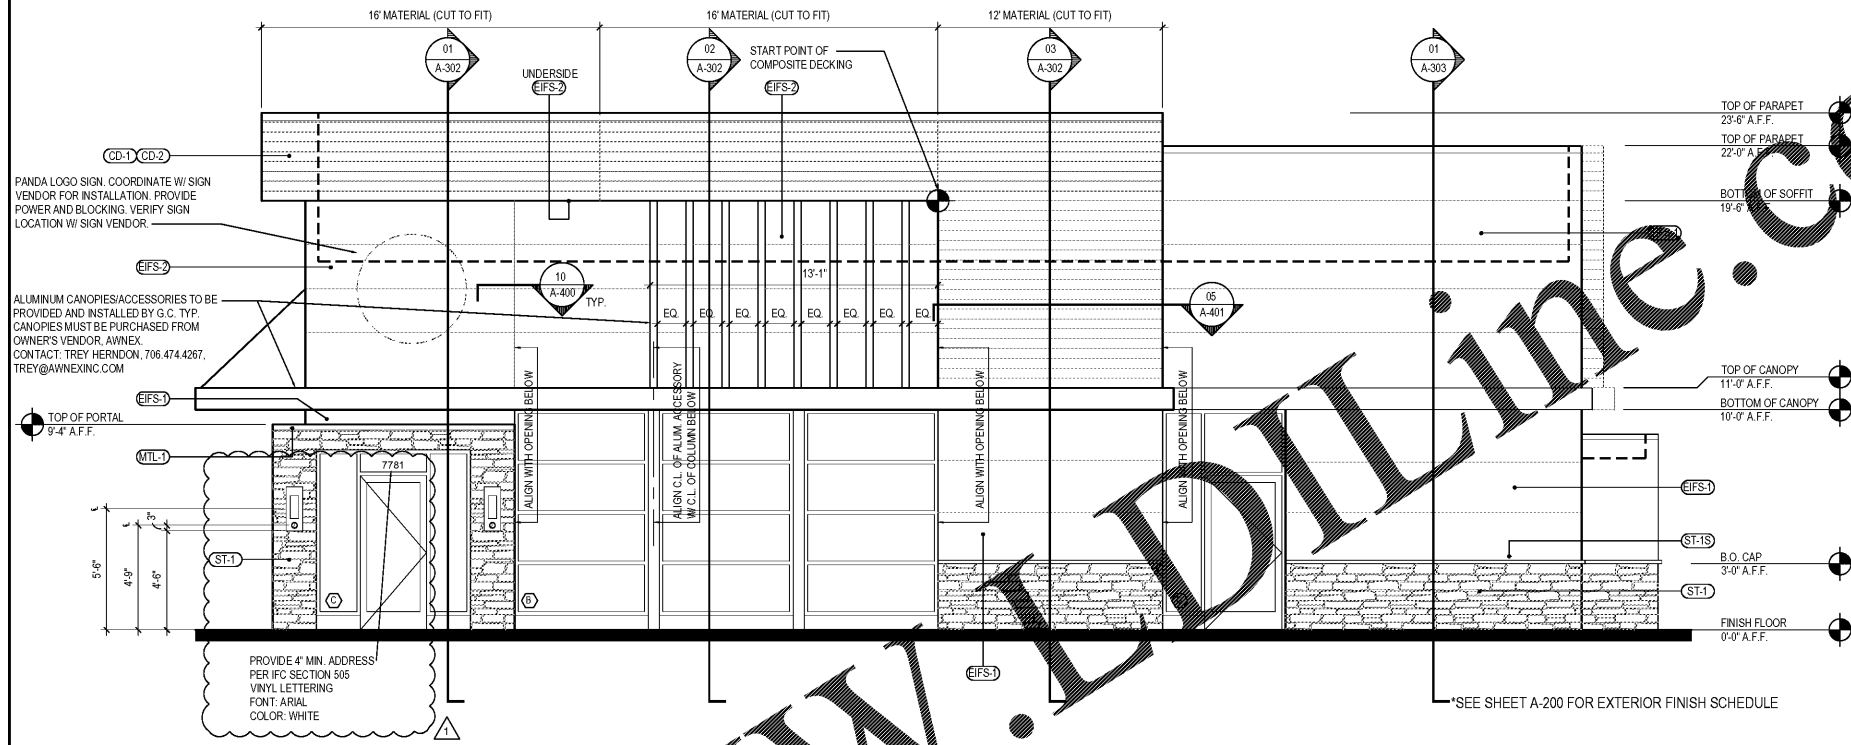 16' MATERIAL (CUT TO FIT)
16' MATERIAL (CUT TO FIT)
12' MATERIAL (CUT TO FIT)
01
A-302
02
A-302
03
A-302
01
A-303
START POINT OF
COMPOSITE DECKING
UNDERSIDE
EIFS-2
EIFS-2
TOP OF PARAPET
23'-6" A.F.F.
TOP OF PARAPET
22'-0" A.F.F.
CD-1
CD-2
PANDA LOGO SIGN. COORDINATE W/ SIGN
VENDOR FOR INSTALLATION. PROVIDE
POWER AND BLOCKING. VERIFY SIGN
LOCATION W/ SIGN VENDOR.
BOTTOM OF SOFFIT
19'-6" A.F.F.
EIFS-2
10
A-400
TYP.
13'-1"
05
A-401
ALUMINUM CANOPIES/ACCESSORIES TO BE
PROVIDED AND INSTALLED BY G.C. TYP.
CANOPIES MUST BE PURCHASED FROM
OWNER'S VENDOR, AWNEX.
CONTACT: TREY HERNDON, 706.474.4267,
TREY@AWNEXINC.COM
EQ.
EQ.
EQ.
EQ.
EQ.
EQ.
EQ.
EQ.
TOP OF CANOPY
11'-0" A.F.F.
BOTTOM OF CANOPY
10'-0" A.F.F.
EIFS-1
TOP OF PORTAL
9'-4" A.F.F.
MTL-1
ALIGN WITH OPENING BELOW
ALIGN C.L. OF ALUM. ACCESSORY
W/ C.L. OF COLUMN BELOW
ALIGN WITH OPENING BELOW
ALIGN WITH OPENING BELOW
7781
EIFS-1
3"
5'-6"
4'-9"
4'-6"
ST-1
C
B
ST-1S
B.O. CAP
3'-0" A.F.F.
ST-1
FINISH FLOOR
0'-0" A.F.F.
PROVIDE 4" MIN. ADDRESS
PER IFC SECTION 505
VINYL LETTERING
FONT: ARIAL
COLOR: WHITE
1
EIFS-1
*SEE SHEET A-200 FOR EXTERIOR FINISH SCHEDULE
W.LDILine.c